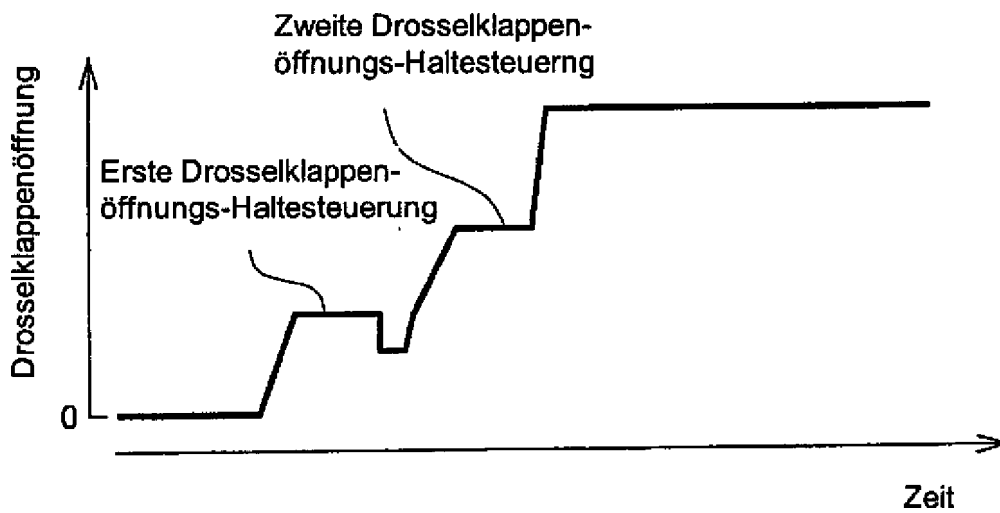 Zweite Drosselklappen-
öffnungs-Haltesteuerng
Erste Drosselklappen-
öffnungs-Haltesteuerung
Drosselklappenöffnung
0
Zeit